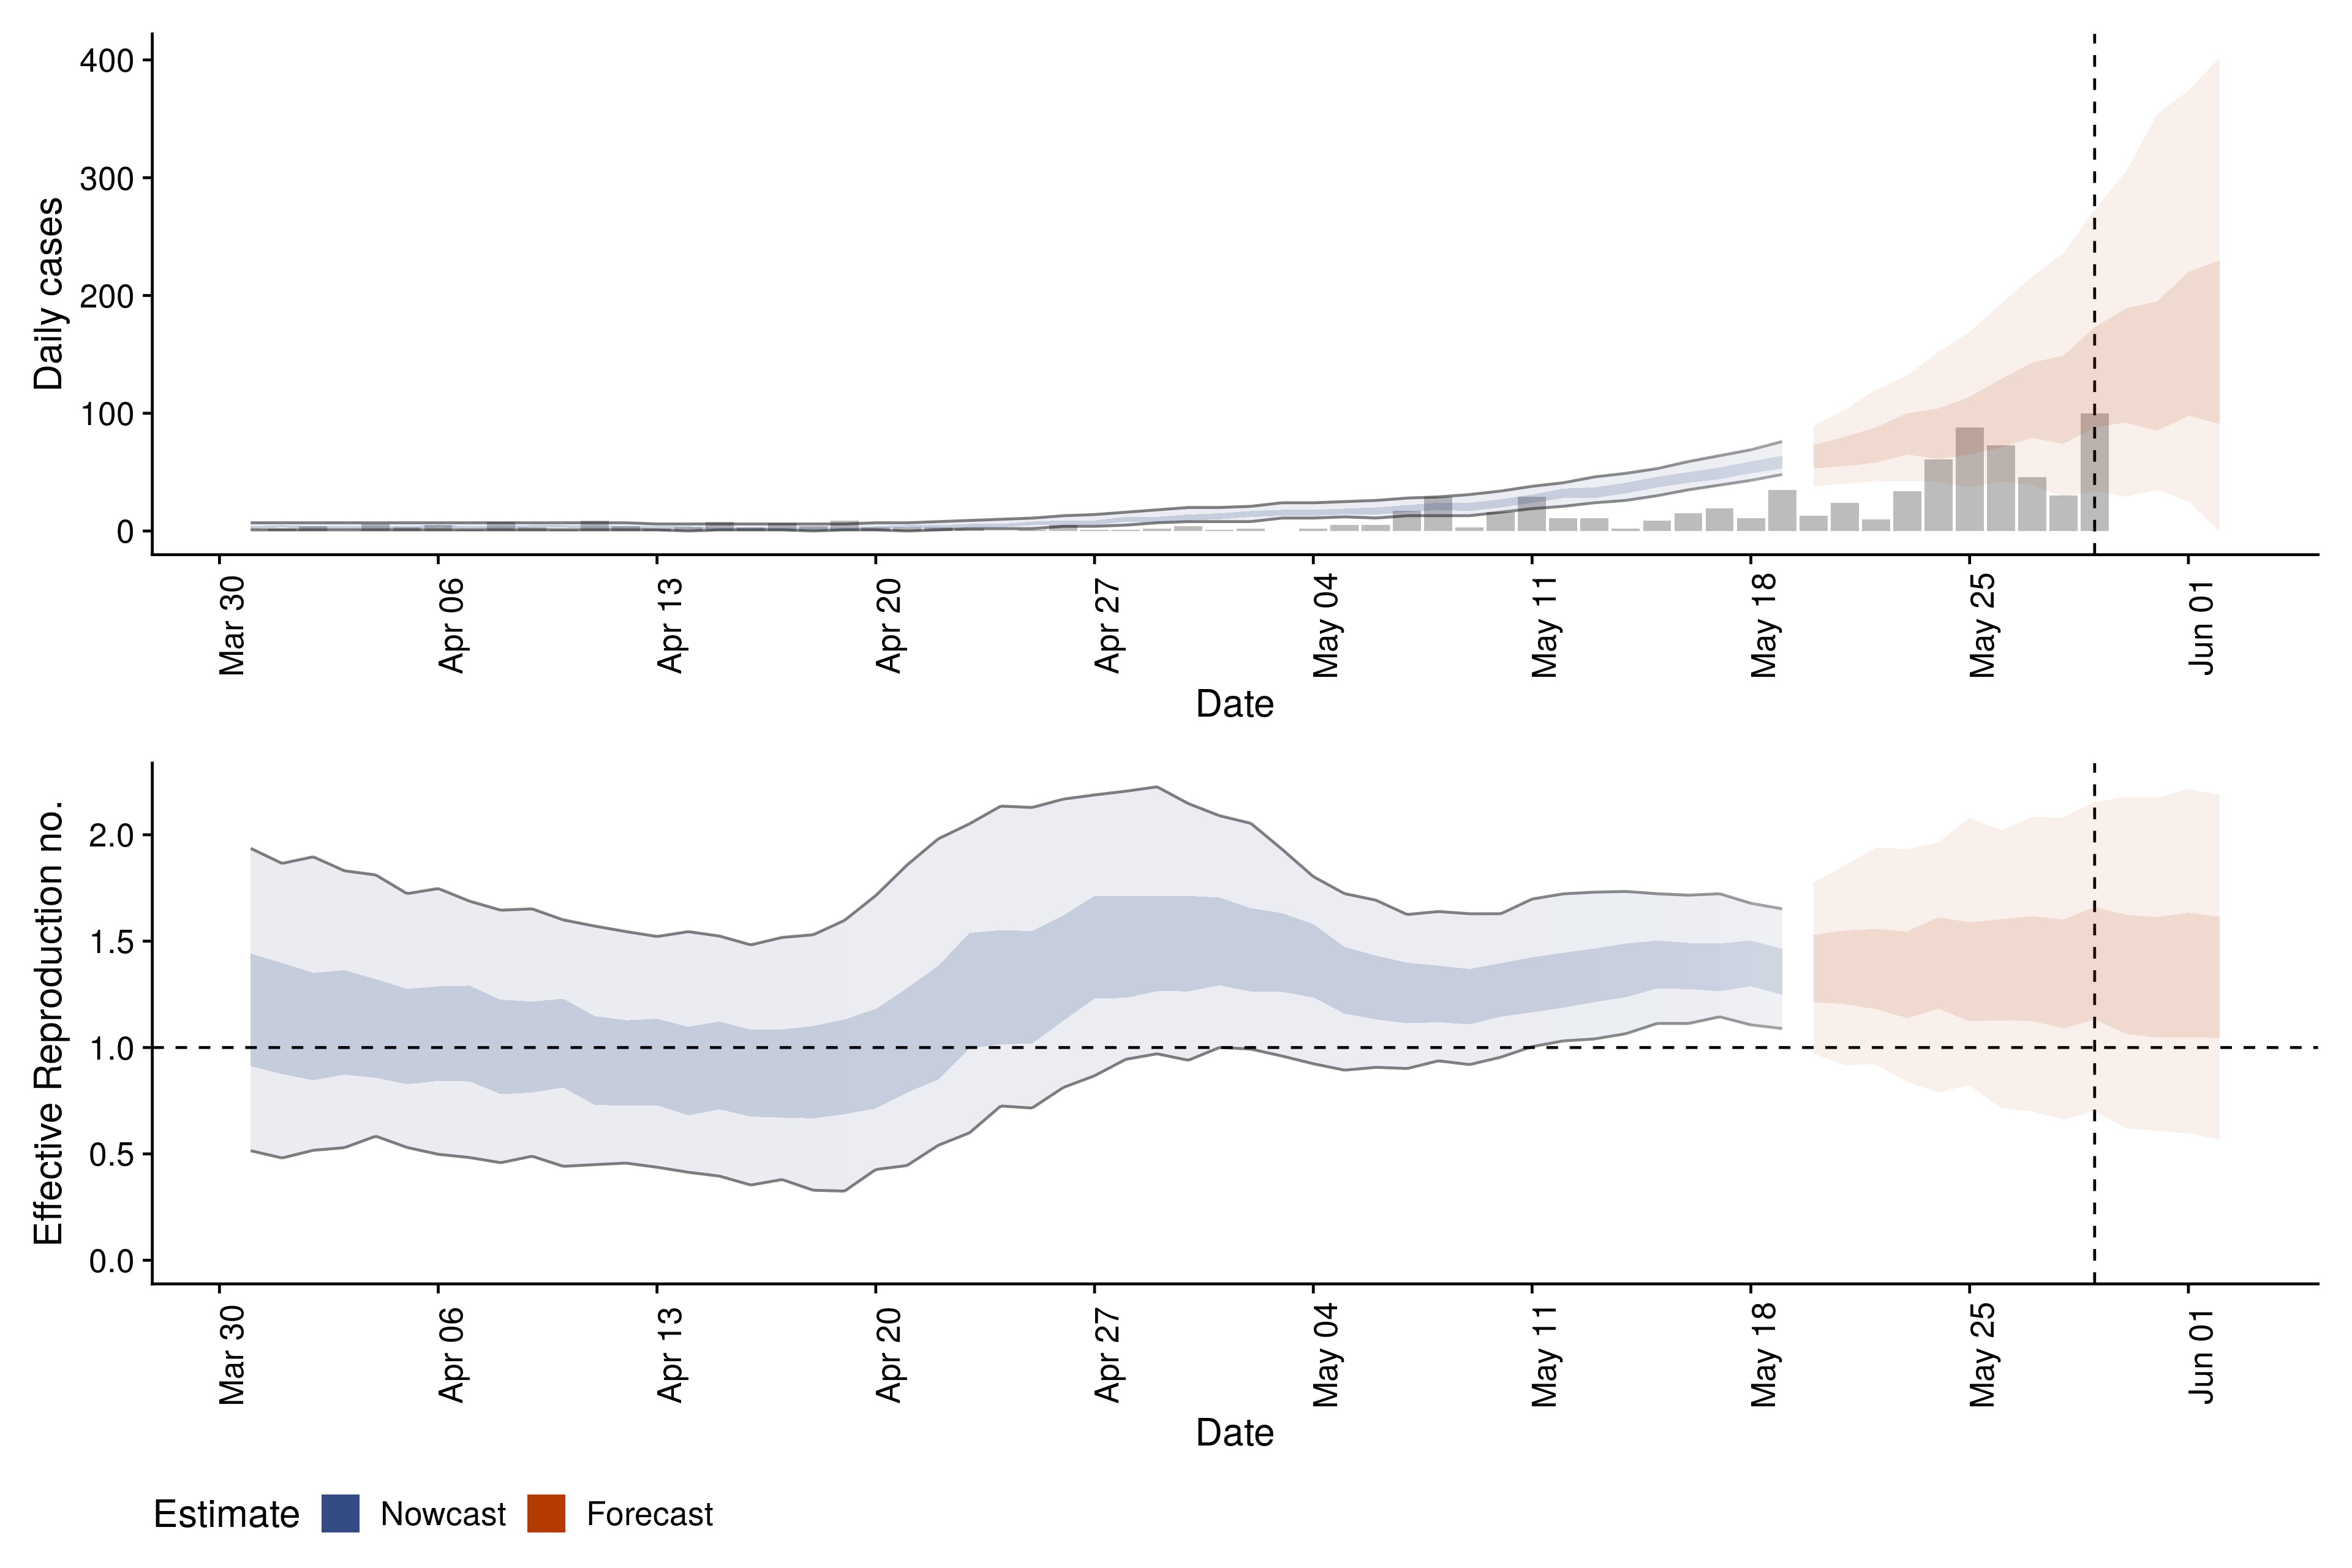 Daily cases
400
300
200
100
0
Mar 30
Apr 06
Apr 13
Apr 20
Apr 27
May 04
May 11
May 18
May 25
Jun 01
Date
Effective Reproduction no.
2.0
1.5
1.0
0.5
0.0
Mar 30
Apr 06
Apr 13
Apr 20
Apr 27
May 04
May 11
May 18
May 25
Jun 01
Date
Estimate Nowcast Forecast